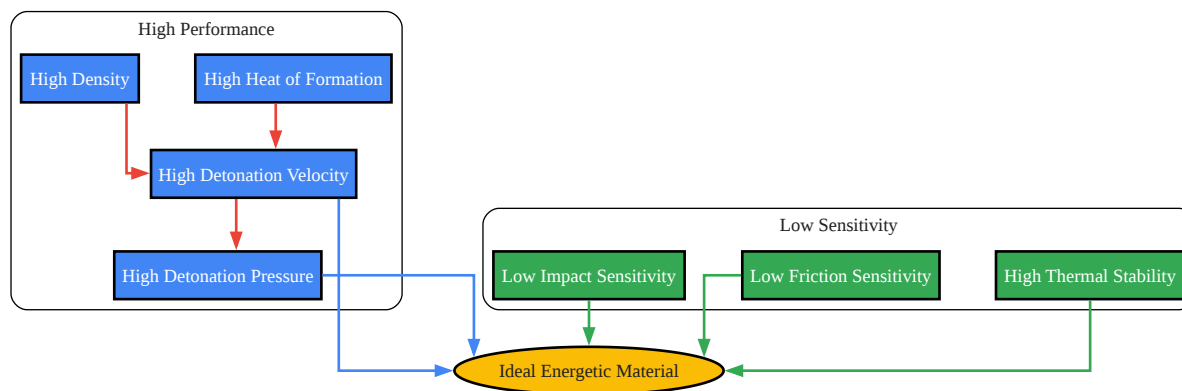 High Performance
High Density
High Heat of Formation
High Detonation Velocity
High Detonation Pressure
Low Sensitivity
Low Impact Sensitivity
Low Friction Sensitivity
High Thermal Stability
Ideal Energetic Material